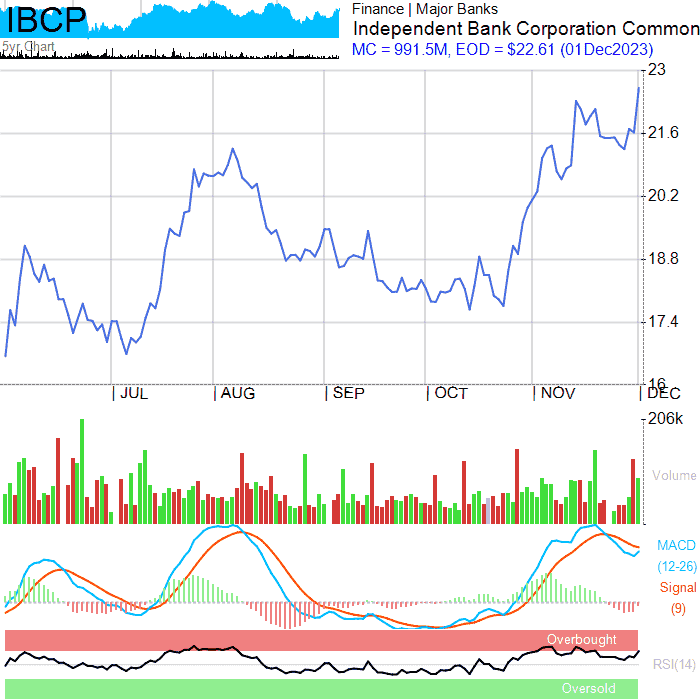 IBCP
5yr Chart
Finance | Major Banks
Independent Bank Corporation Common
MC = 991.5M, EOD = $22.61 (01Dec2023)
23
21.6
20.2
18.8
17.4
16
JUL AUG SEP OCT NOV DEC
206k
Volume
MACD
(12-26)
Signal
(9)
Overbought
RSI(14)
Oversold